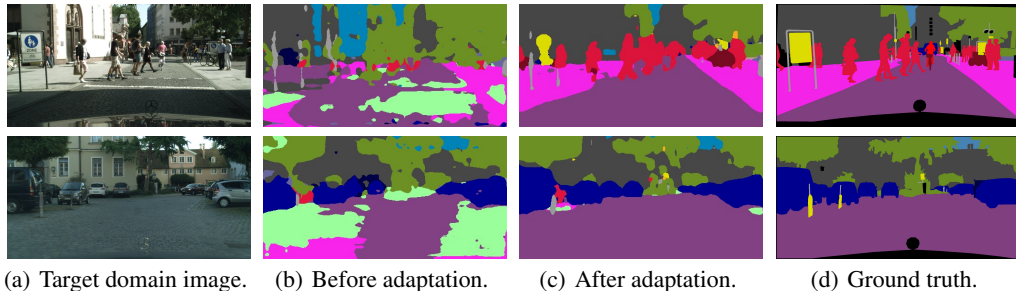 (a) Target domain image.
(b) Before adaptation.
(c) After adaptation.
(d) Ground truth.